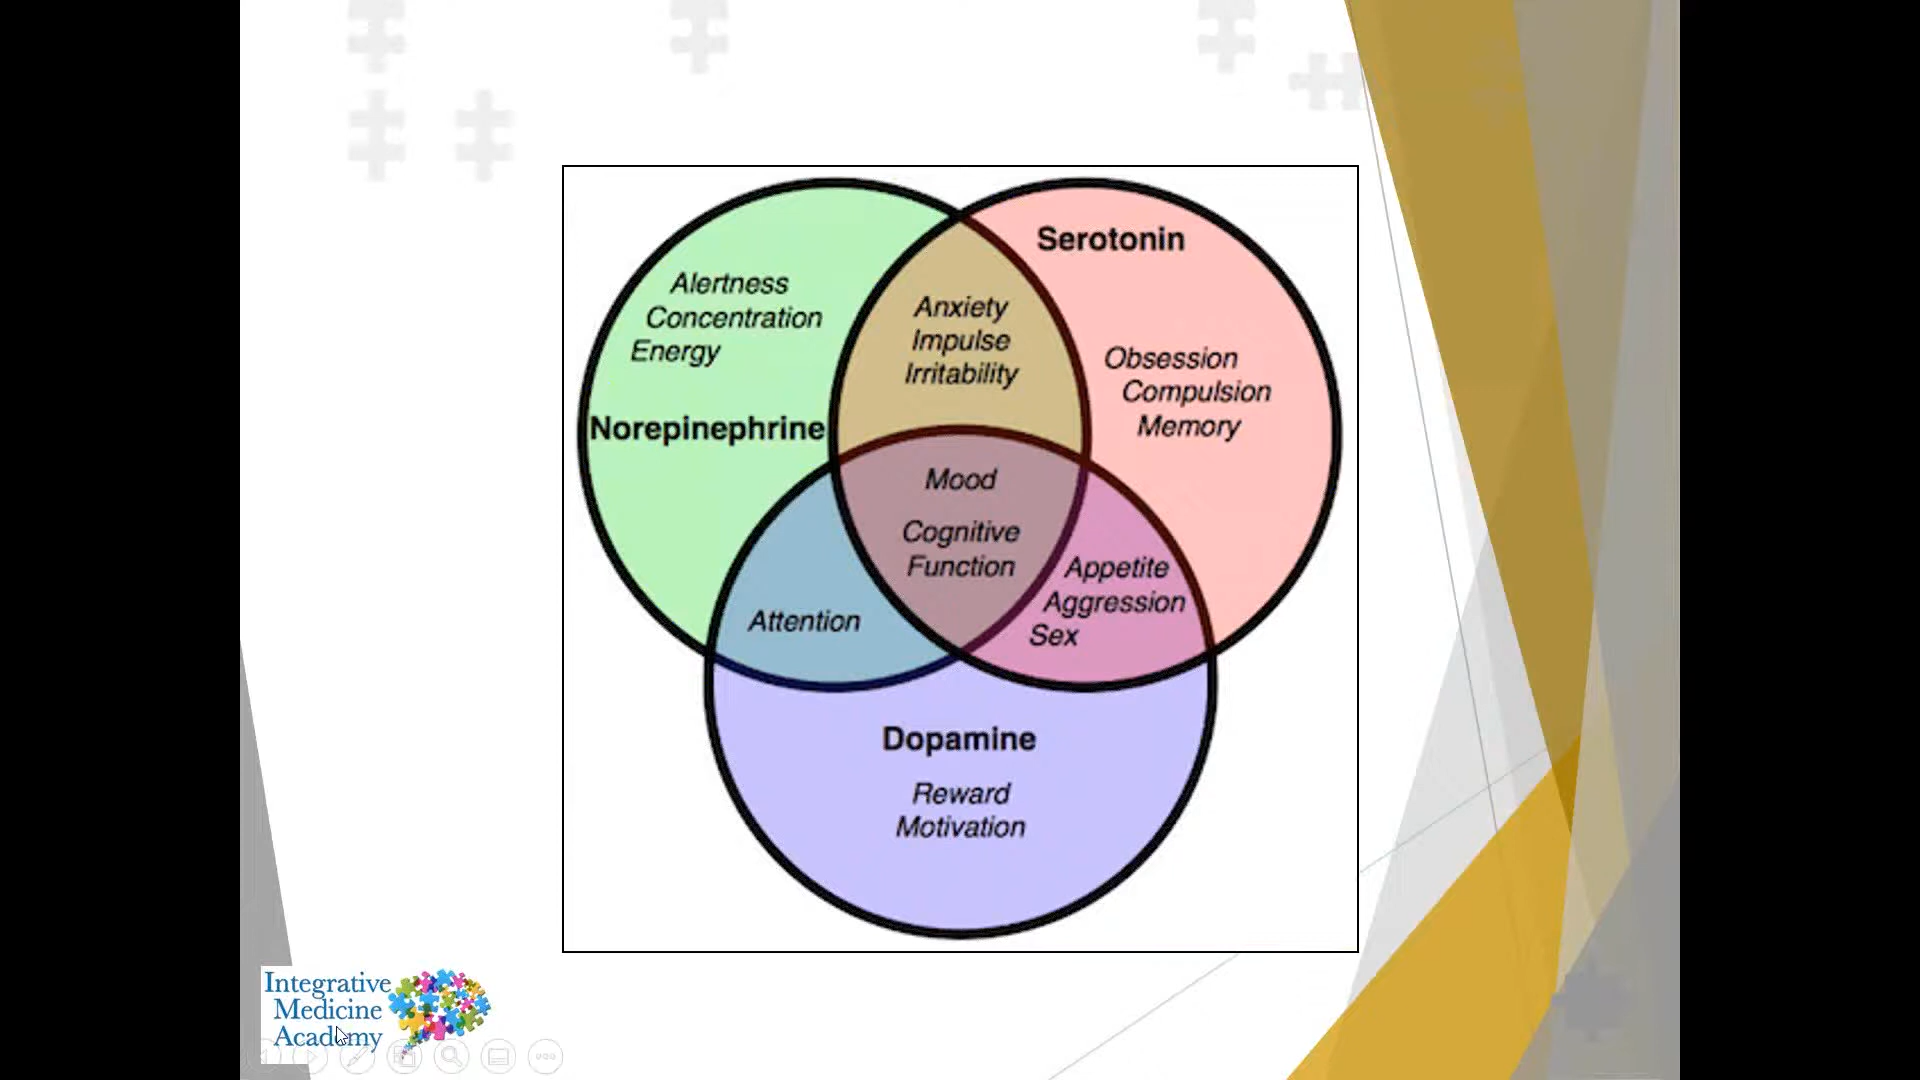 Serotonin
Alertness
Concentration
Energy
Norepinephrine
Anxiety
Impulse
Irritability
Obsession
Compulsion
Memory
Mood
Cognitive
Function
Attention
Appetite
Aggression
Sex
Dopamine
Reward
Motivation
Integrative
Medicine
Academy